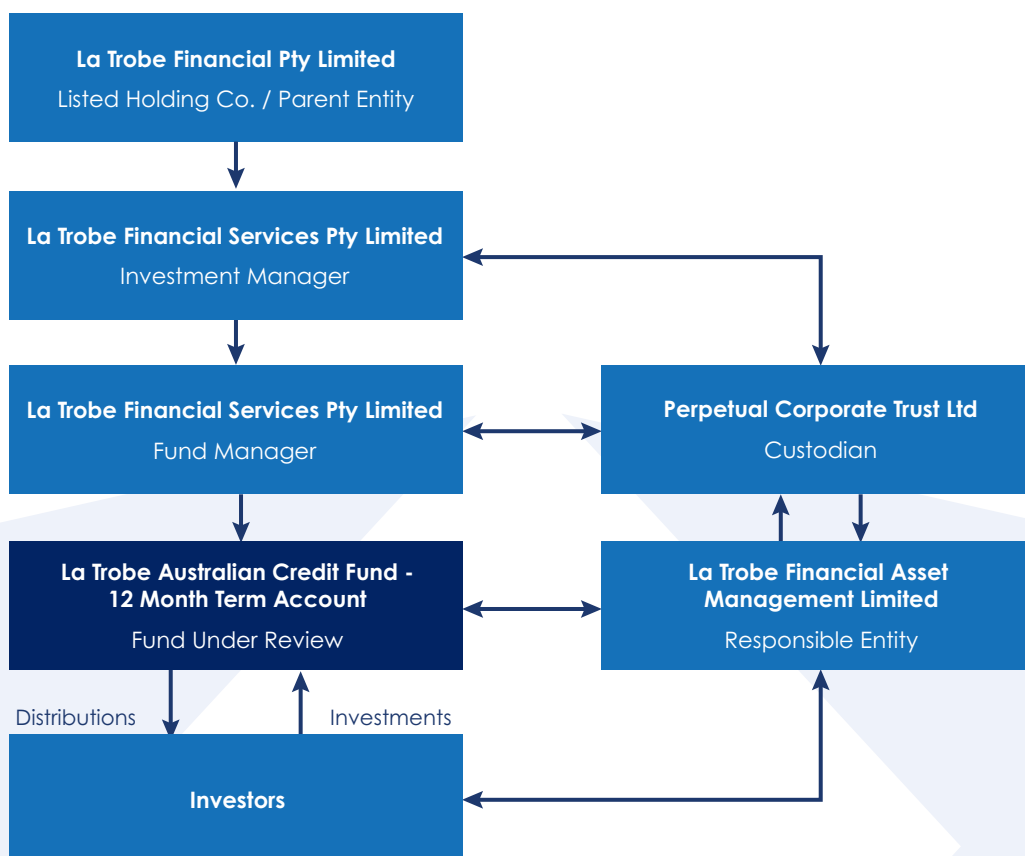 La Trobe Financial Pty Limited
Listed Holding Co. / Parent Entity
La Trobe Financial Services Pty Limited
Investment Manager
La Trobe Financial Services Pty Limited
Fund Manager
Perpetual Corporate Trust Ltd
Custodian
La Trobe Australian Credit Fund -
12 Month Term Account
Fund Under Review
La Trobe Financial Asset
Management Limited
Responsible Entity
Distributions
Investments
Investors